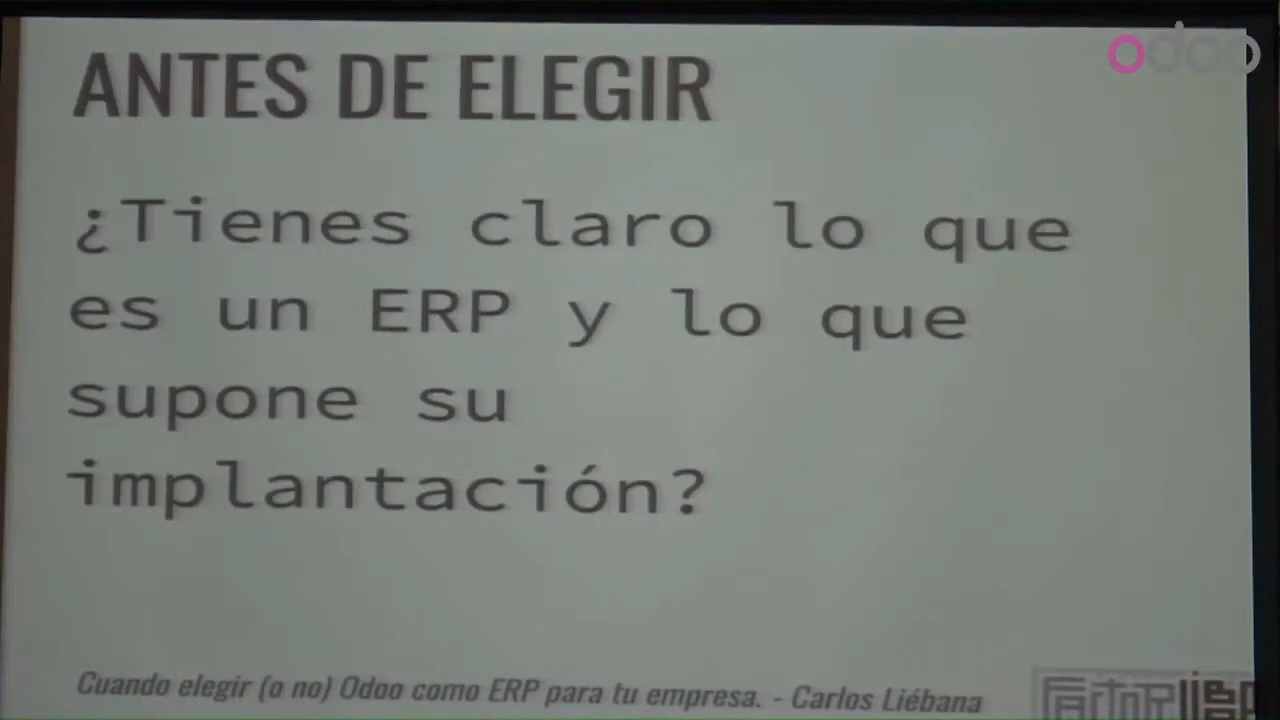 odoo
ANTES DE ELEGIR
¿Tienes claro lo que
es un ERP y lo que
supone su
implantación?
Cuando elegir (o no) Odoo como ERP para tu empresa. - Carlos Liébana